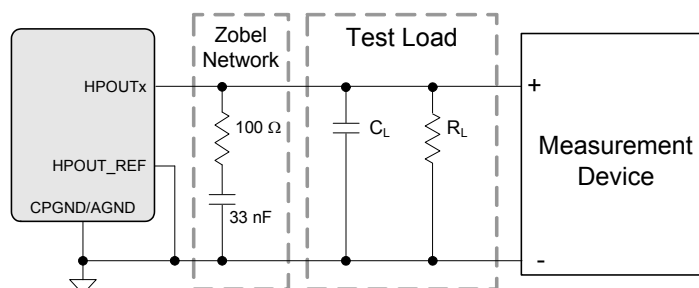 Zobel
Network
Test Load
HPOUTx
+
100 Ω
C_L
R_L
Measurement
Device
HPOUT_REF
CPGND/AGND
33 nF
-